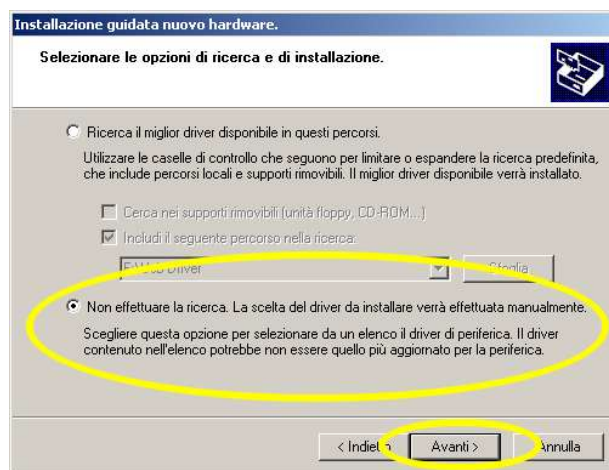 Installazione guidata nuovo hardware.
Selezionare le opzioni di ricerca e di installazione.
Ricerca il miglior driver disponibile in questi percorsi.
Utilizzare le caselle di controllo che seguono per limitare o espandere la ricerca predefinita,
che include percorsi locali e supporti rimovibili. Il miglior driver disponibile verrà installato.
Cerca nei supporti rimovibili (unità floppy, CD-ROM...)
Includi il seguente percorso nella ricerca:
Driver
Sfoglia
Non effettuare la ricerca. La scelta del driver da installare verrà effettuata manualmente.
Scegliere questa opzione per selezionare da un elenco il driver di periferica. Il driver
contenuto nell'elenco potrebbe non essere quello più aggiornato per la periferica.
< Indietro Avanti > Annulla